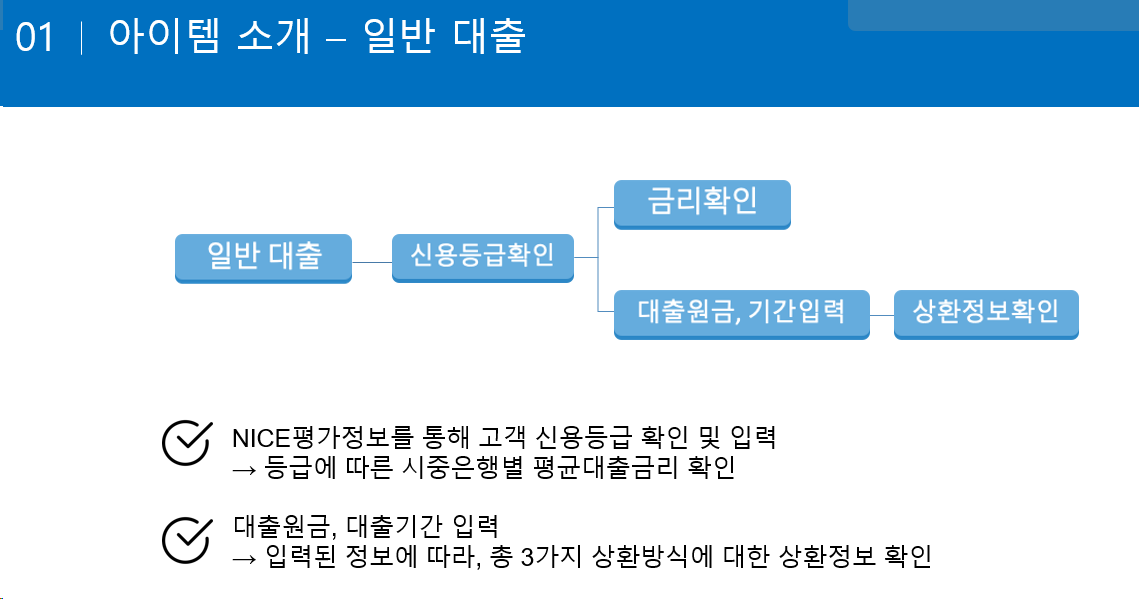 01 | 아이템 소개 – 일반 대출
금리확인
일반 대출
신용등급확인
대출원금, 기간입력
상환정보확인
NICE평가정보를 통해 고객 신용등급 확인 및 입력
→ 등급에 따른 시중은행별 평균대출금리 확인
대출원금, 대출기간 입력
→ 입력된 정보에 따라, 총 3가지 상환방식에 대한 상환정보 확인